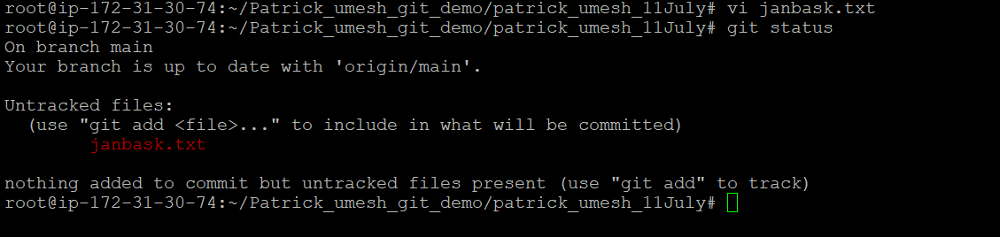 root@ip-172-31-30-74:~/Patrick_umesh_git_demo/patrick_umesh_11July# vi janbask.txt
root@ip-172-31-30-74:~/Patrick_umesh_git_demo/patrick_umesh_11July# git status
On branch main
Your branch is up to date with 'origin/main'.
Untracked files:
  (use "git add <file>..." to include in what will be committed)
        janbask.txt
nothing added to commit but untracked files present (use "git add" to track)
root@ip-172-31-30-74:~/Patrick_umesh_git_demo/patrick_umesh_11July#